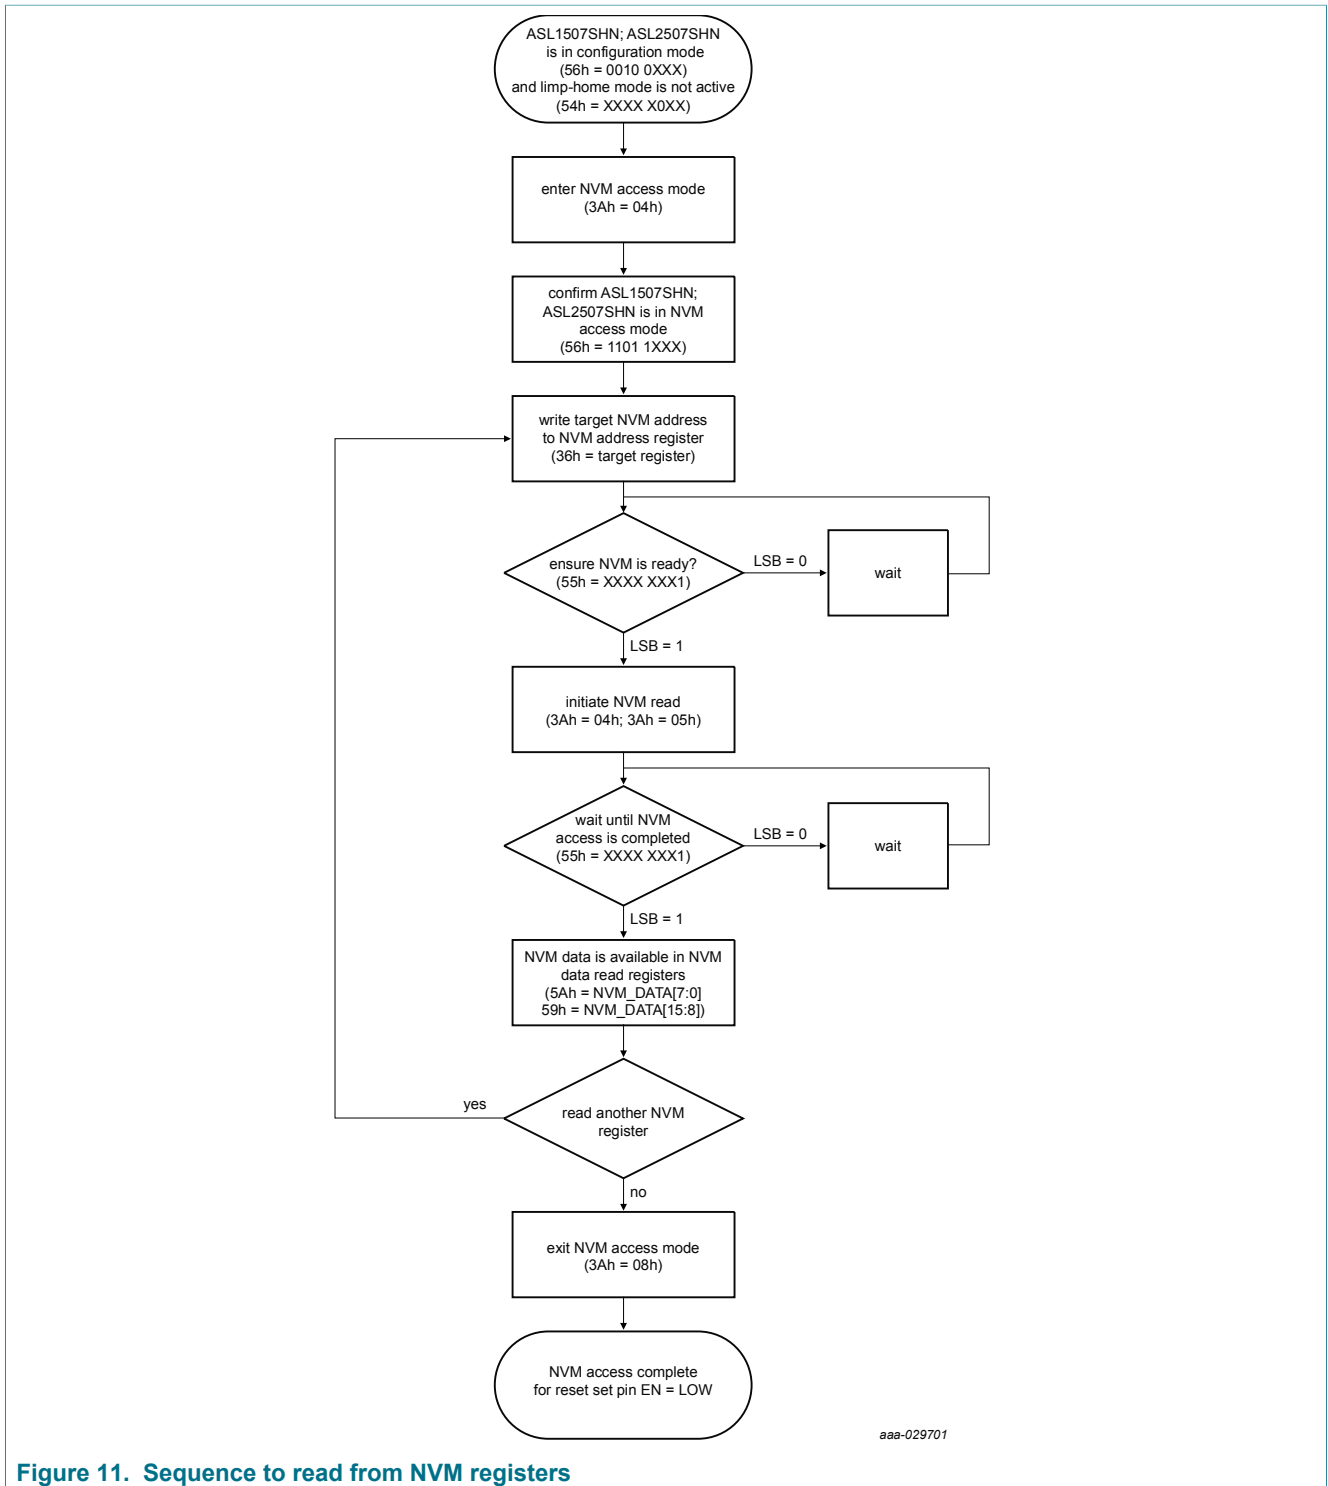 ASL1507SHN; ASL2507SHN
is in configuration mode
(56h = 0010 0XXX)
and limp-home mode is not active
(54h = XXXX X0XX)
enter NVM access mode
(3Ah = 04h)
confirm ASL1507SHN;
ASL2507SHN is in NVM
access mode
(56h = 1101 1XXX)
write target NVM address
to NVM address register
(36h = target register)
ensure NVM is ready?
(55h = XXXX XXX1)
LSB = 0
wait
LSB = 1
initiate NVM read
(3Ah = 04h; 3Ah = 05h)
wait until NVM
access is completed
(55h = XXXX XXX1)
LSB = 0
wait
LSB = 1
NVM data is available in NVM
data read registers
(5Ah = NVM_DATA[7:0]
59h = NVM_DATA[15:8])
yes
read another NVM
register
no
exit NVM access mode
(3Ah = 08h)
NVM access complete
for reset set pin EN = LOW
aaa-029701
Figure 11. Sequence to read from NVM registers